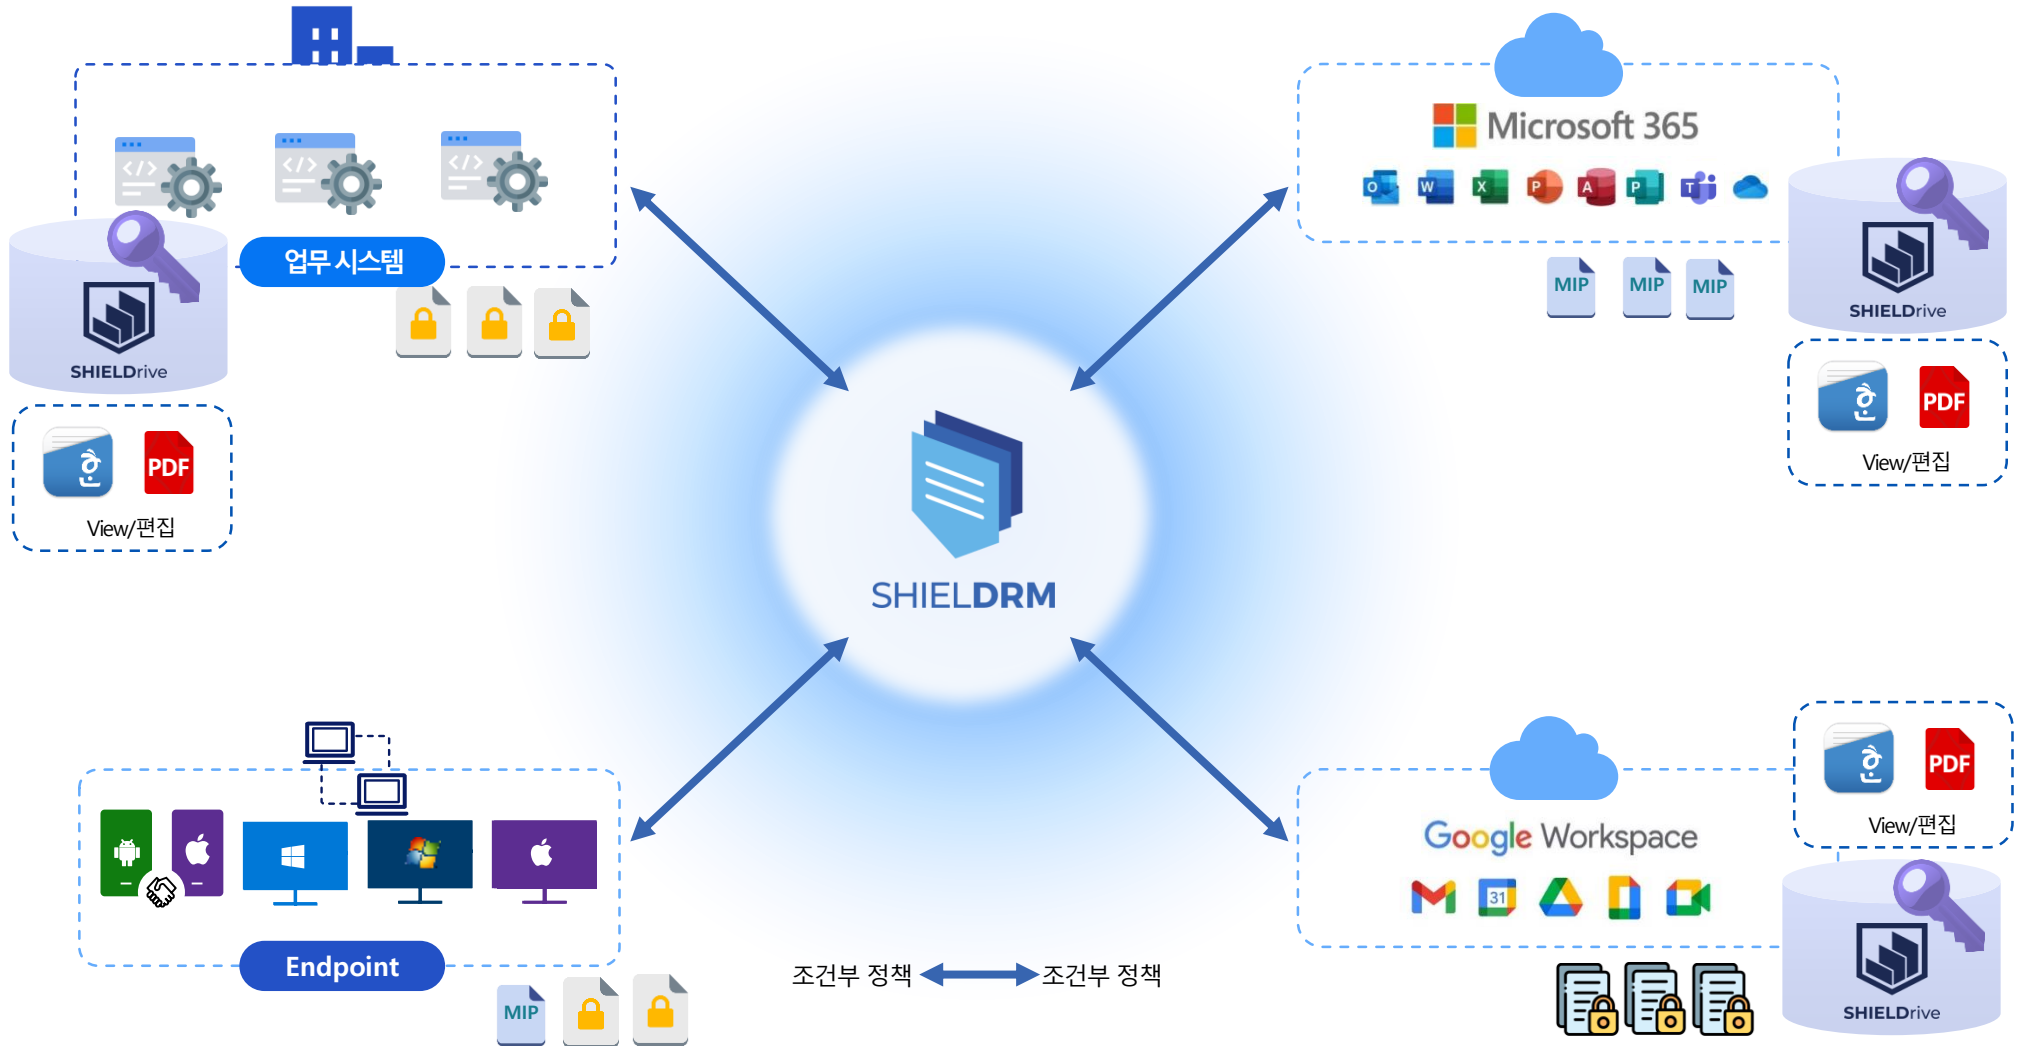 업무 시스템
SHIELDrive
PDF
View/편집
Microsoft 365
O
W
X
P
A
P
T
MIP
MIP
MIP
SHIELDrive
PDF
View/편집
SHIELDRM
Endpoint
MIP
조건부 정책
조건부 정책
Google Workspace
31
PDF
View/편집
SHIELDrive